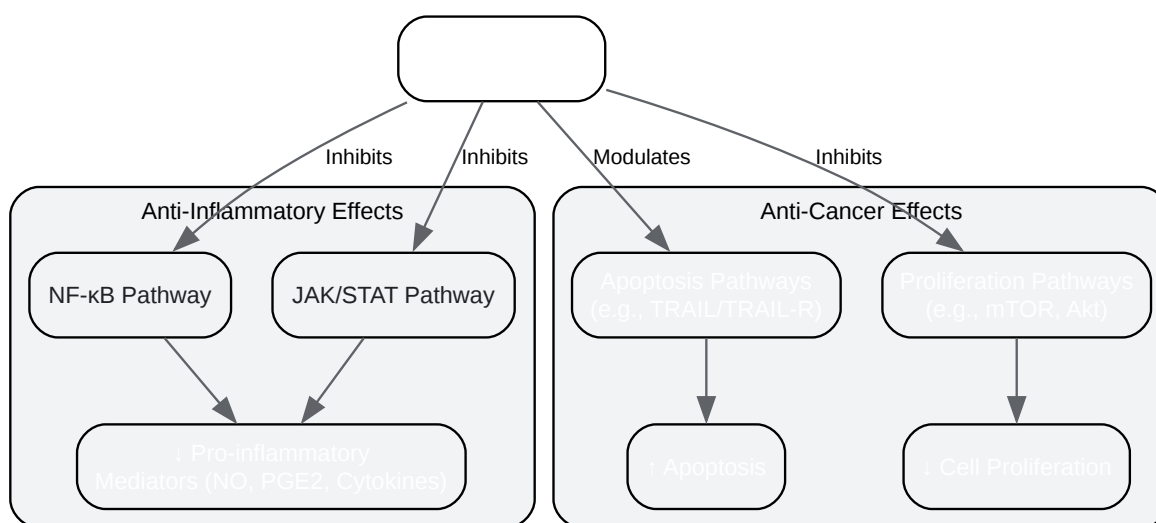 Inhibits
Inhibits
Modulates
Inhibits
Anti-Inflammatory Effects
Anti-Cancer Effects
NF-κB Pathway
JAK/STAT Pathway
Apoptosis Pathways
(e.g., TRAIL/TRAIL-R)
Proliferation Pathways
(e.g., mTOR, Akt)
↓ Pro-inflammatory
Mediators (NO, PGE2, Cytokines)
↑ Apoptosis
↓ Cell Proliferation